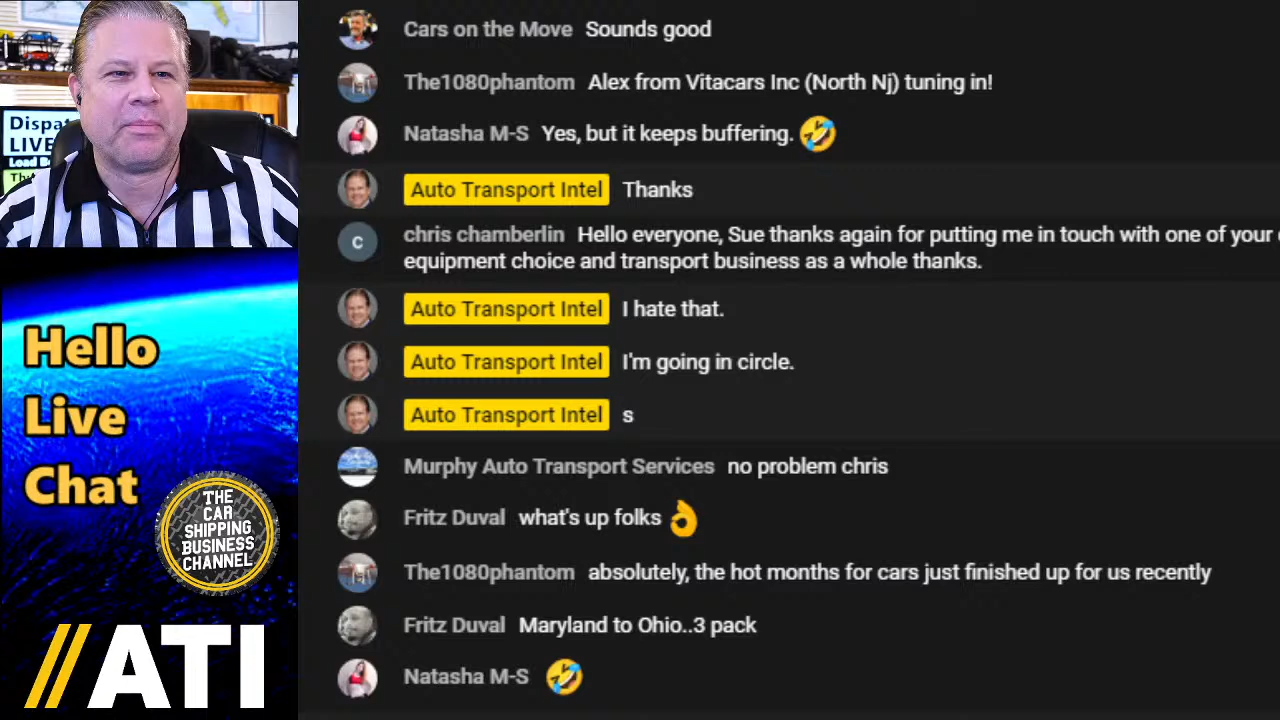 Cars on the Move Sounds good
The1080phantom Alex from Vitacars Inc (North Nj) tuning in!
Natasha M-S Yes, but it keeps buffering. 🤣
Auto Transport Intel Thanks
C chris chamberlin Hello everyone, Sue thanks again for putting me in touch with one of your
equipment choice and transport business as a whole thanks.
Auto Transport Intel I hate that.
Auto Transport Intel I'm going in circle.
Auto Transport Intel s
Murphy Auto Transport Services no problem chris
Fritz Duval what's up folks 👌
The1080phantom absolutely, the hot months for cars just finished up for us recently
Fritz Duval Maryland to Ohio..3 pack
Natasha M-S 🤣
LIVE
Hello
Live
Chat
THE
CAR
SHIPPING
BUSINESS
CHANNEL
//ATI